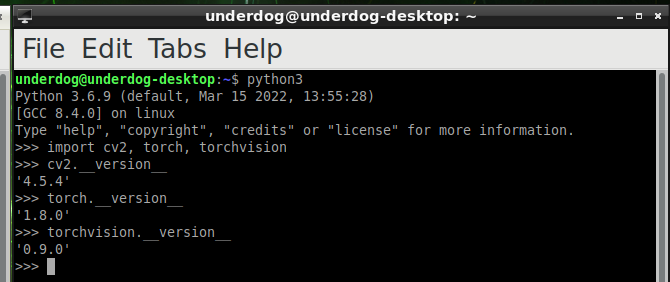 underdog@underdog-desktop: ~
File Edit Tabs Help
underdog@underdog-desktop:~$ python3
Python 3.6.9 (default, Mar 15 2022, 13:55:28)
[GCC 8.4.0] on linux
Type "help", "copyright", "credits" or "license" for more information.
>>> import cv2, torch, torchvision
>>> cv2.__version__
'4.5.4'
>>> torch.__version__
'1.8.0'
>>> torchvision.__version__
'0.9.0'
>>>